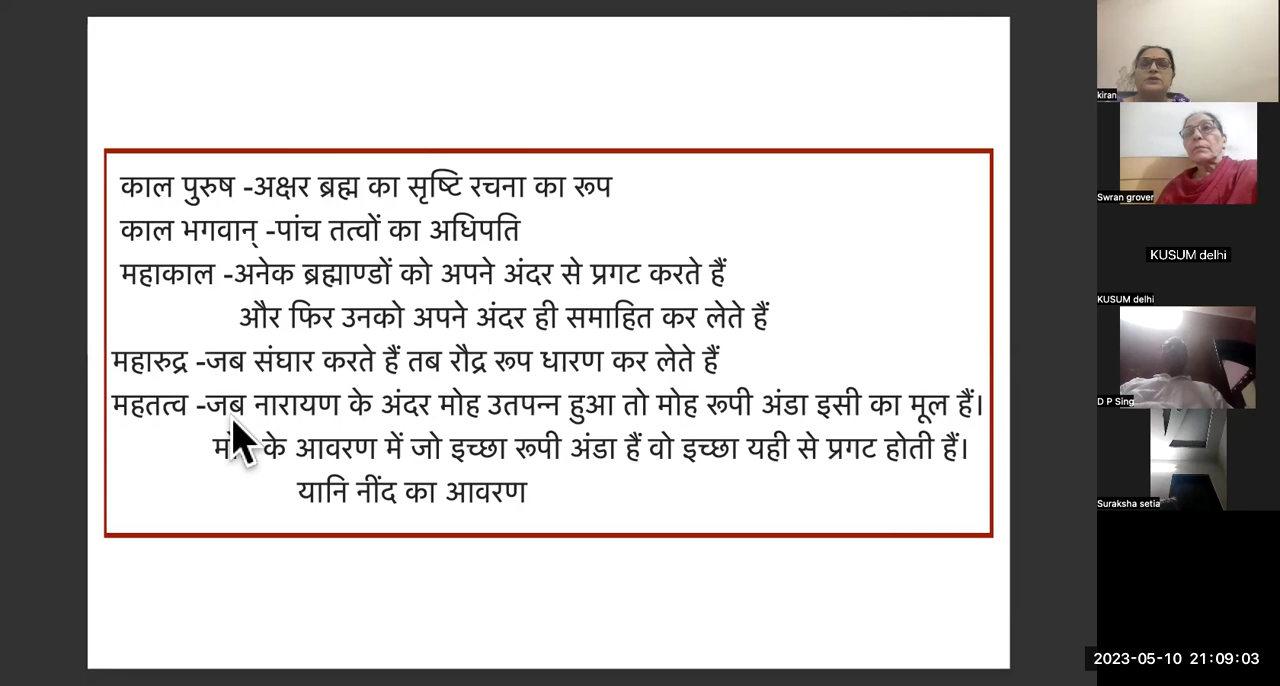 काल पुरुष -अक्षर ब्रह्म का सृष्टि रचना का रूप
काल भगवान् -पांच तत्वों का अधिपति
महाकाल -अनेक ब्रह्माण्डों को अपने अंदर से प्रगट करते हैं
और फिर उनको अपने अंदर ही समाहित कर लेते हैं
महारुद्र -जब संघार करते हैं तब रौद्र रूप धारण कर लेते हैं
महतत्व -जब नारायण के अंदर मोह उतपन्न हुआ तो मोह रूपी अंडा इसी का मूल हैं।
के आवरण में जो इच्छा रूपी अंडा हैं वो इच्छा यही से प्रगट होती हैं।
यानि नींद का आवरण
kiran
Swran grover
KUSUM delhi
KUSUM delhi
D P Sing
Suraksha setia
2023-05-10 21:09:03